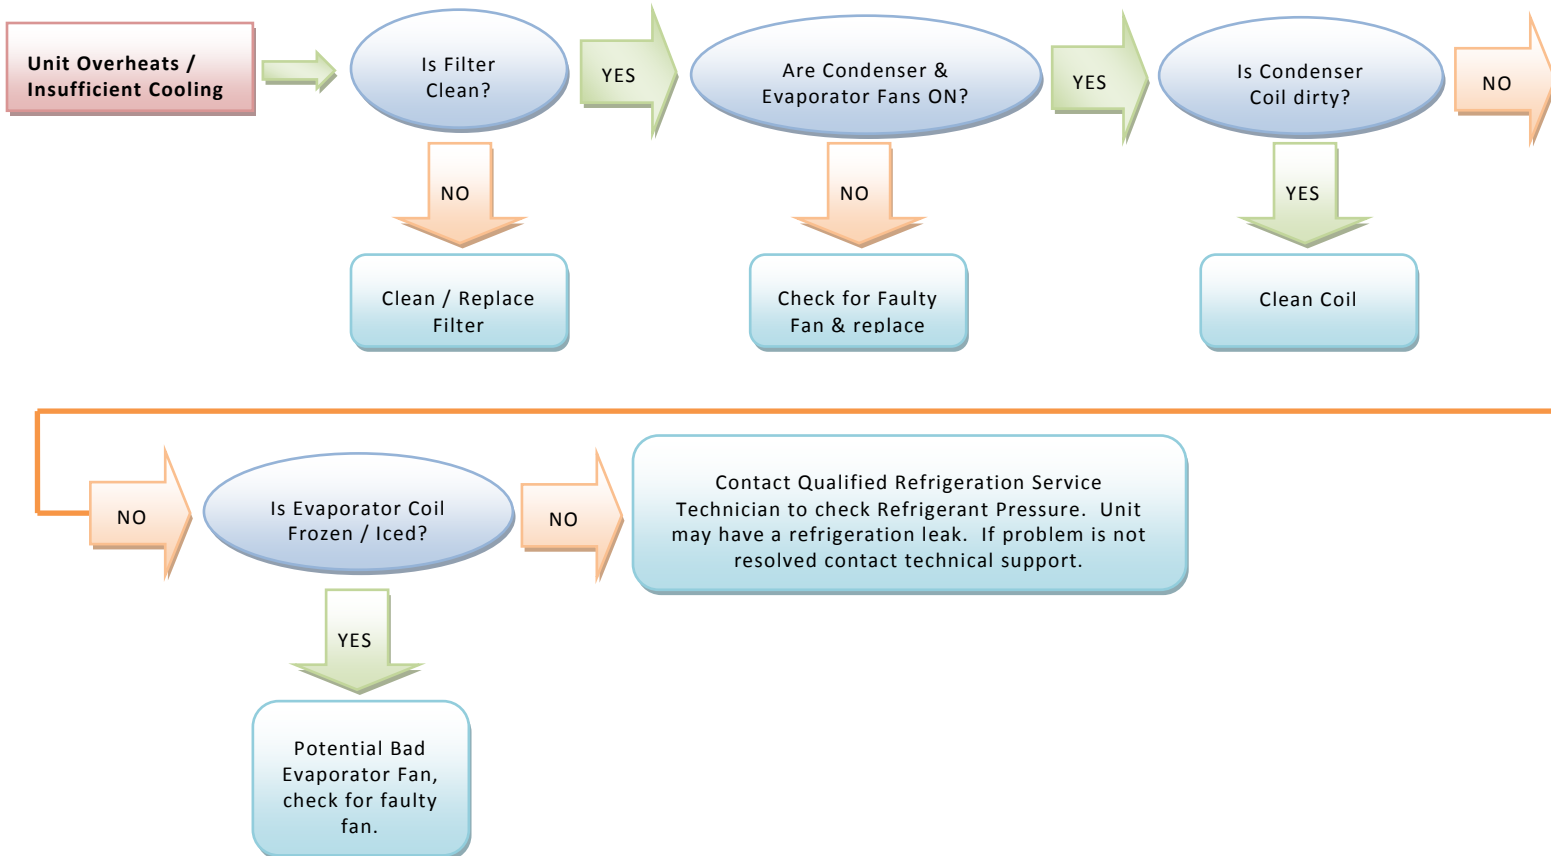 Unit Overheats /
Insufficient Cooling
Is Filter
Clean?
YES
Are Condenser &
Evaporator Fans ON?
YES
Is Condenser
Coil dirty?
NO
NO
NO
YES
Clean / Replace
Filter
Check for Faulty
Fan & replace
Clean Coil
NO
Is Evaporator Coil
Frozen / Iced?
NO
Contact Qualified Refrigeration Service
Technician to check Refrigerant Pressure.  Unit
may have a refrigeration leak.  If problem is not
resolved contact technical support.
YES
Potential Bad
Evaporator Fan,
check for faulty
fan.